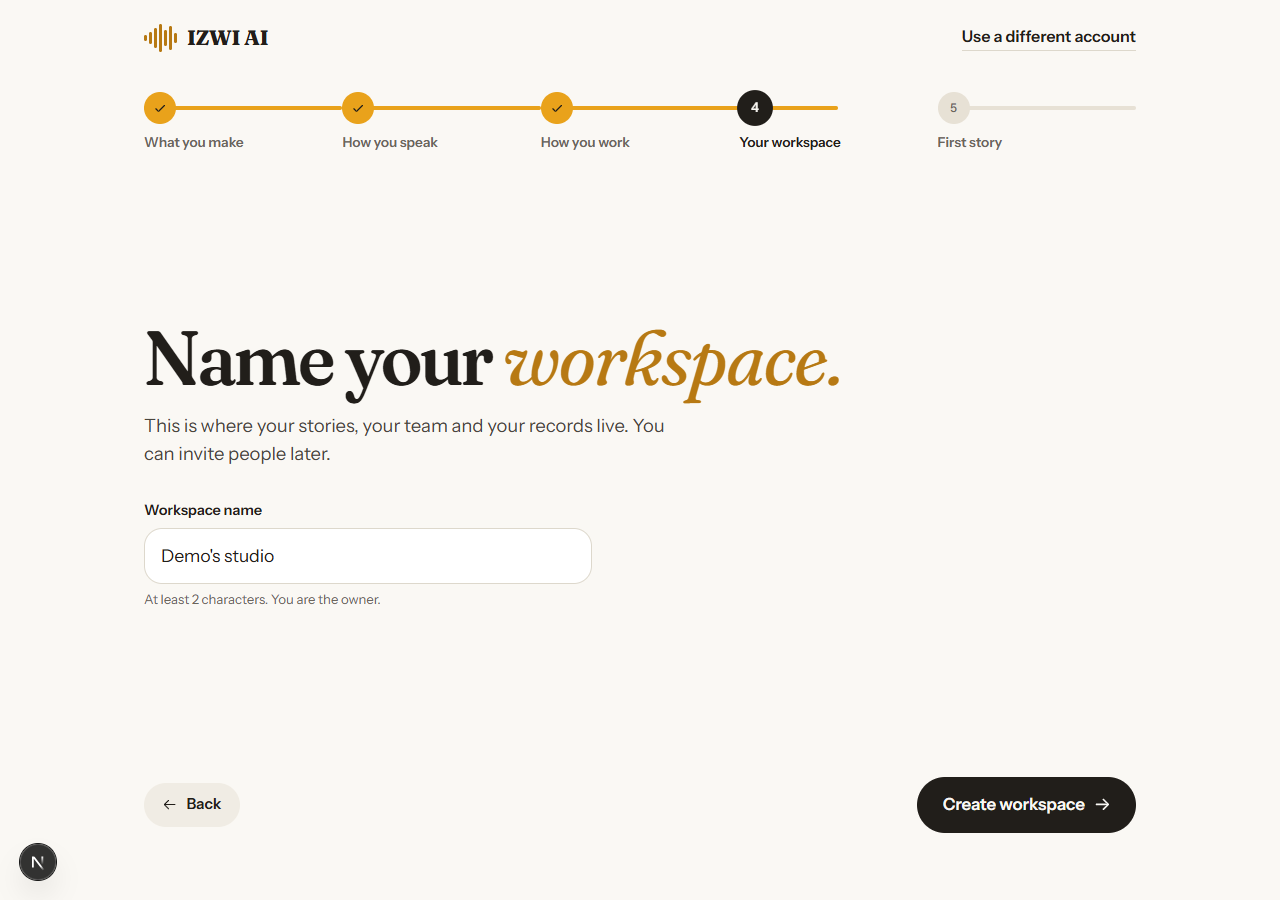 IZWI AI
Use a different account
4
5
What you make
How you speak
How you work
Your workspace
First story
Name your workspace.
This is where your stories, your team and your records live. You
can invite people later.
Workspace name
Demo's studio
At least 2 characters. You are the owner.
← Back
Create workspace →
N